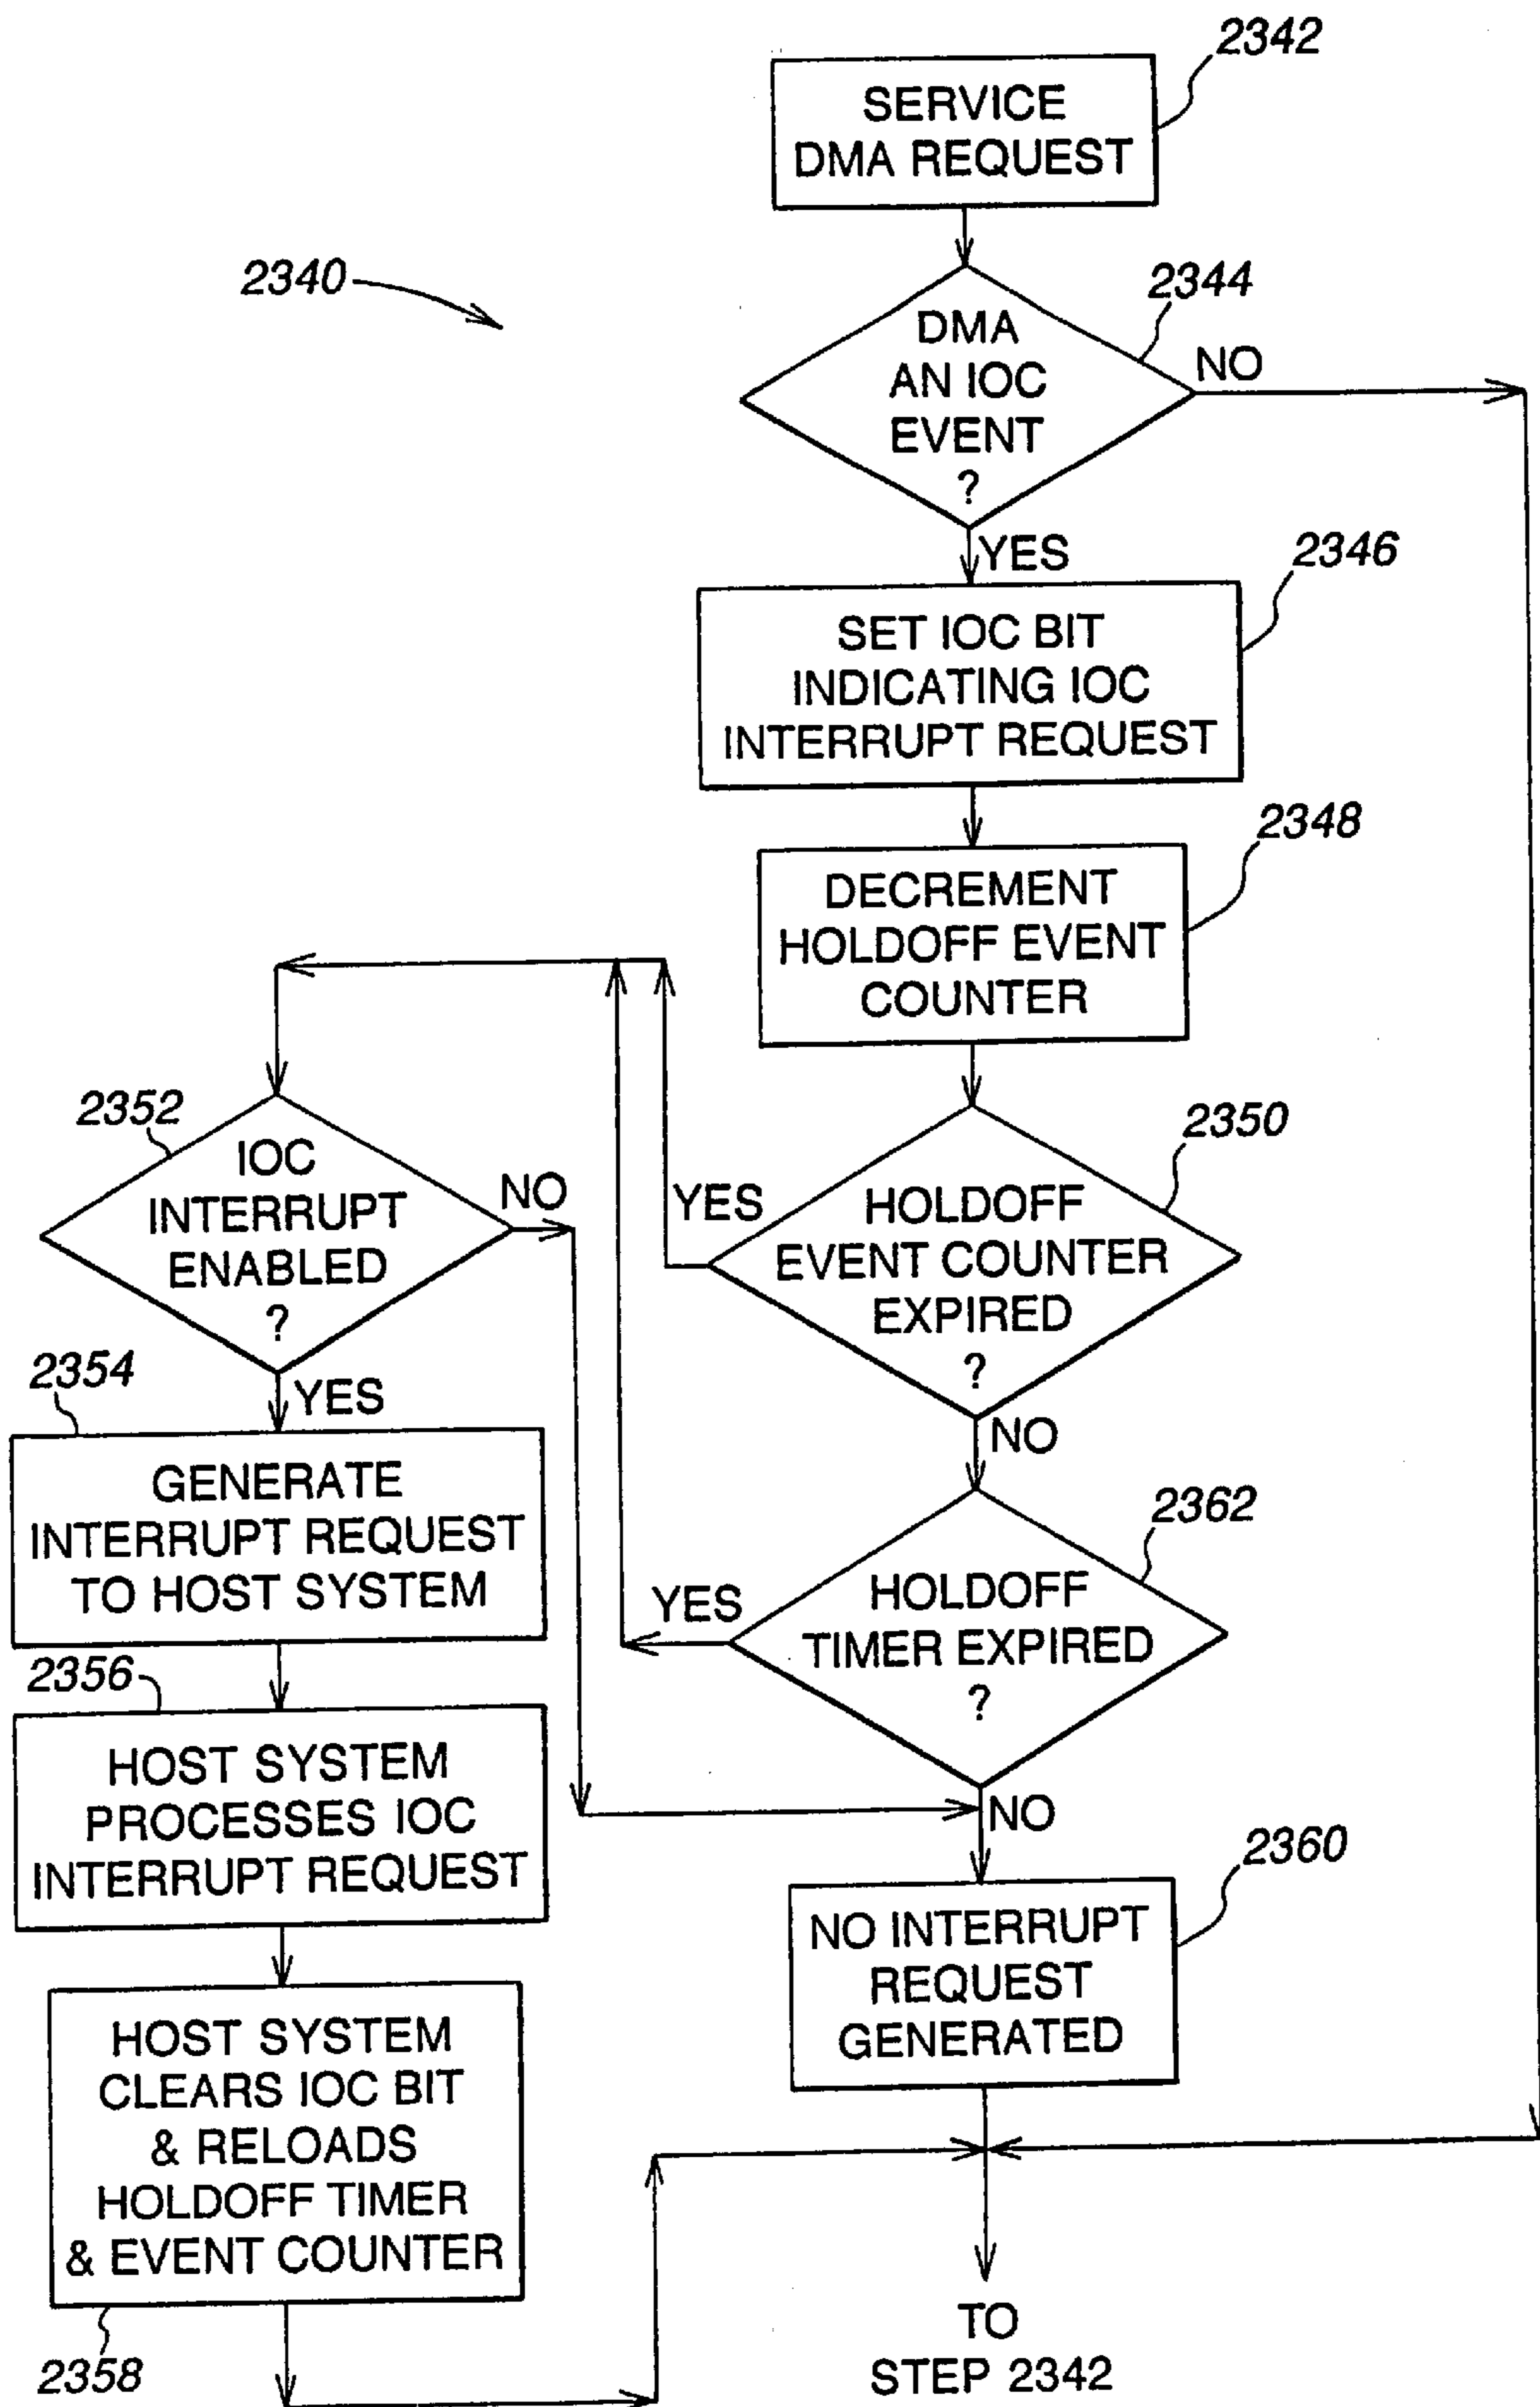 2342
SERVICE
DMA REQUEST
2340
2344
DMA
AN IOC
EVENT
?
NO
YES
2346
SET IOC BIT
INDICATING IOC
INTERRUPT REQUEST
2348
DECREMENT
HOLDOFF EVENT
COUNTER
2350
HOLDOFF
EVENT COUNTER
EXPIRED
?
YES
NO
2352
IOC
INTERRUPT
ENABLED
?
NO
YES
2354
GENERATE
INTERRUPT REQUEST
TO HOST SYSTEM
2362
HOLDOFF
TIMER EXPIRED
?
YES
NO
2356
HOST SYSTEM
PROCESSES IOC
INTERRUPT REQUEST
2360
NO INTERRUPT
REQUEST
GENERATED
HOST SYSTEM
CLEARS IOC BIT
& RELOADS
HOLDOFF TIMER
& EVENT COUNTER
2358
TO
STEP 2342